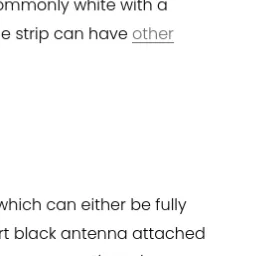 ommonly white with a
e strip can have other
which can either be fully
rt black antenna attached